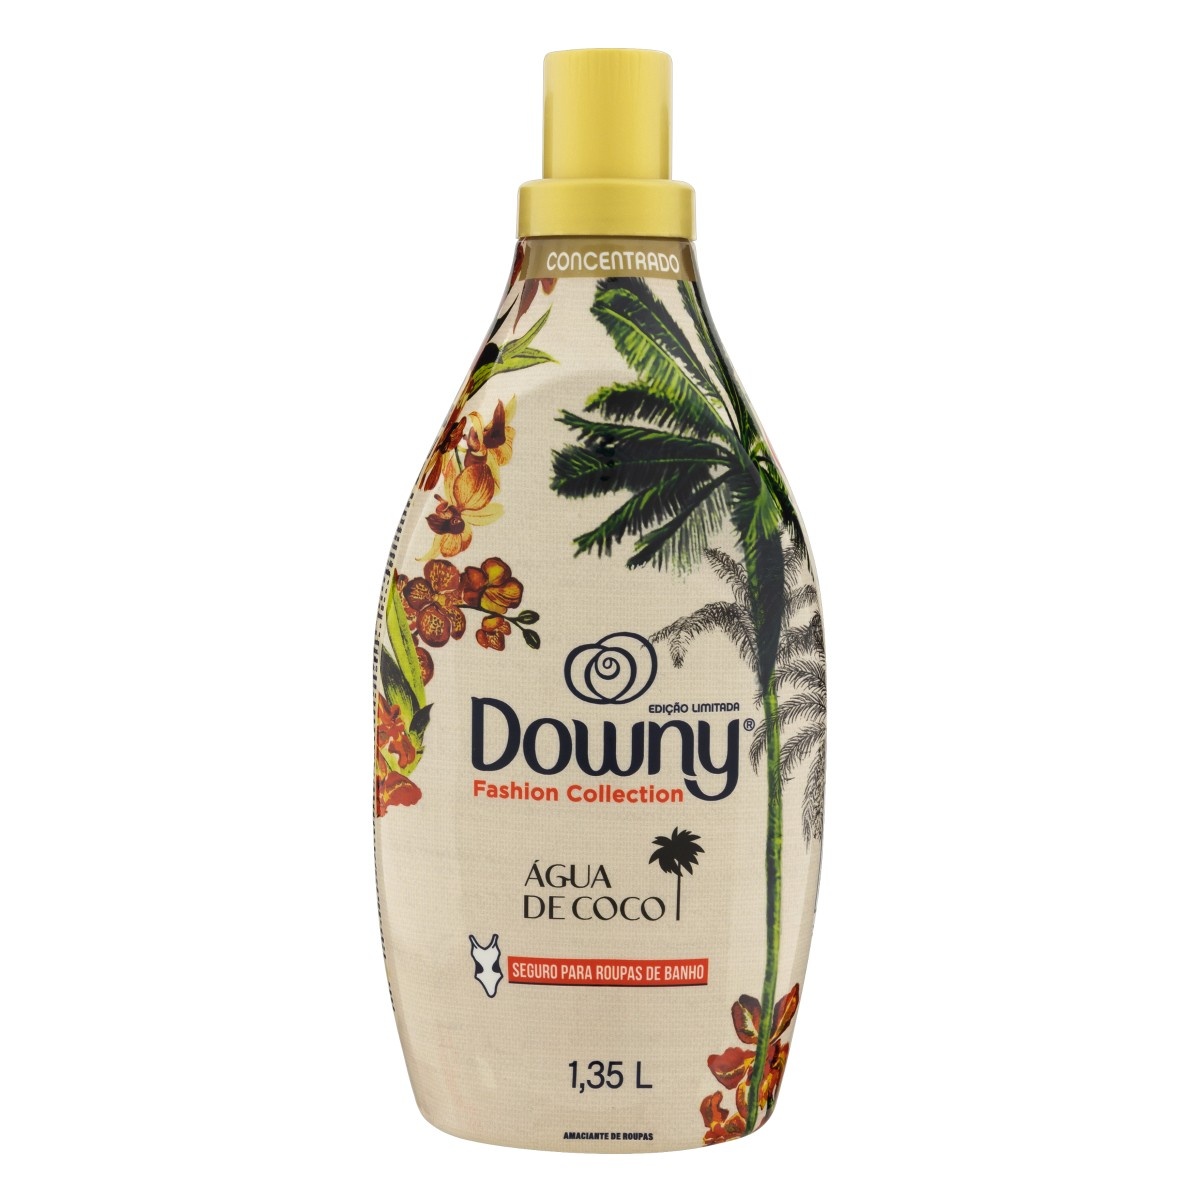 CONCENTRADO
EDIÇÃO LIMITADA
Downy®
Fashion Collection
ÁGUA
DE COCO
SEGURO PARA ROUPAS DE BANHO
1,35 L
AMACIANTE DE ROUPAS